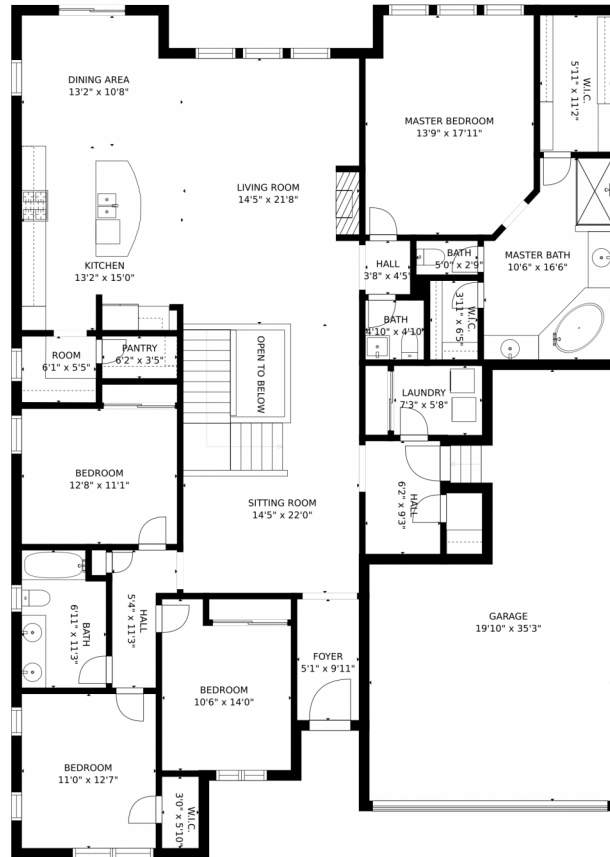 DINING AREA
13'2" x 10'8"
MASTER BEDROOM
13'9" x 17'11"
W.I.C.
5'11" x 11'2"
LIVING ROOM
14'5" x 21'8"
KITCHEN
13'2" x 15'0"
HALL
3'8" x 4'5"
BATH
5'0" x 2'9"
MASTER BATH
10'6" x 16'6"
W.I.C.
3'11" x 6'5"
BATH
4'10" x 4'10"
ROOM
6'1" x 5'5"
PANTRY
6'2" x 3'5"
OPEN TO BELOW
LAUNDRY
7'3" x 5'8"
BEDROOM
12'8" x 11'1"
SITTING ROOM
14'5" x 22'0"
HALL
6'2" x 9'3"
BATH
6'11" x 11'3"
HALL
5'4" x 11'3"
GARAGE
19'10" x 35'3"
FOYER
5'1" x 9'11"
BEDROOM
10'6" x 14'0"
BEDROOM
11'0" x 12'7"
W.I.C.
3'0" x 5'10"